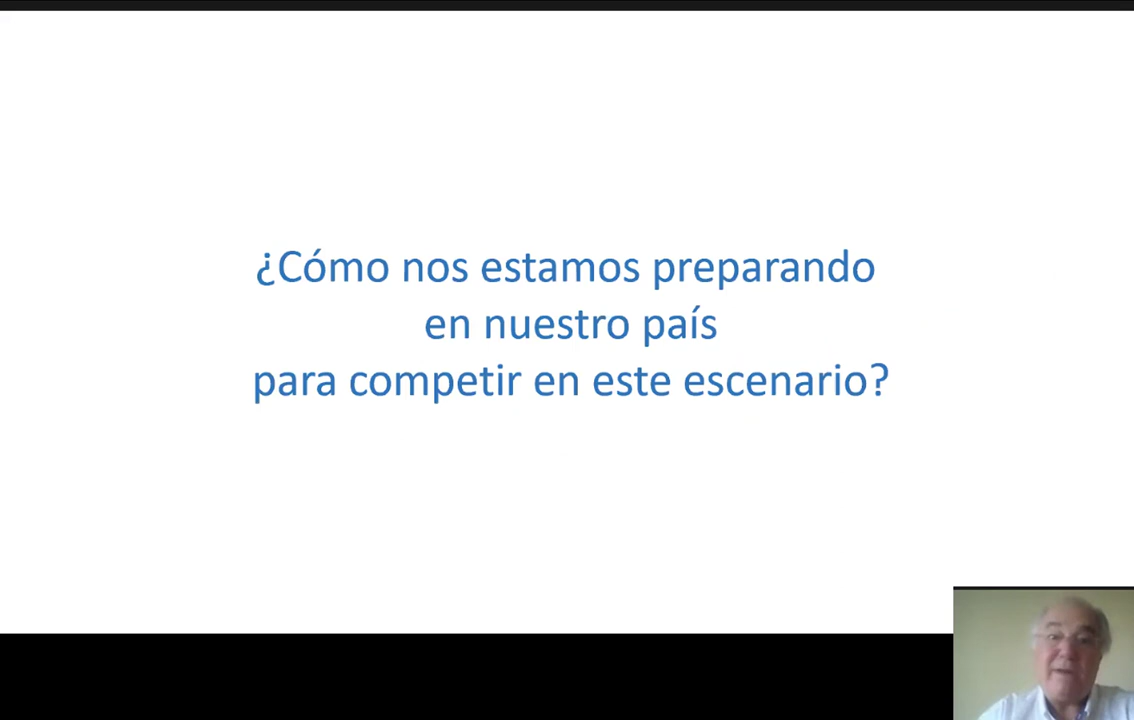 ¿Cómo nos estamos preparando
en nuestro país
para competir en este escenario?